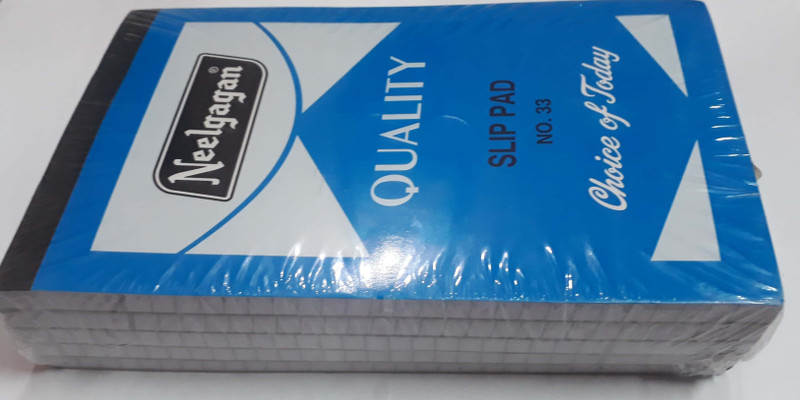 Neelgagan®
QUALITY
SLIP PAD
NO. 33
Choice of Today